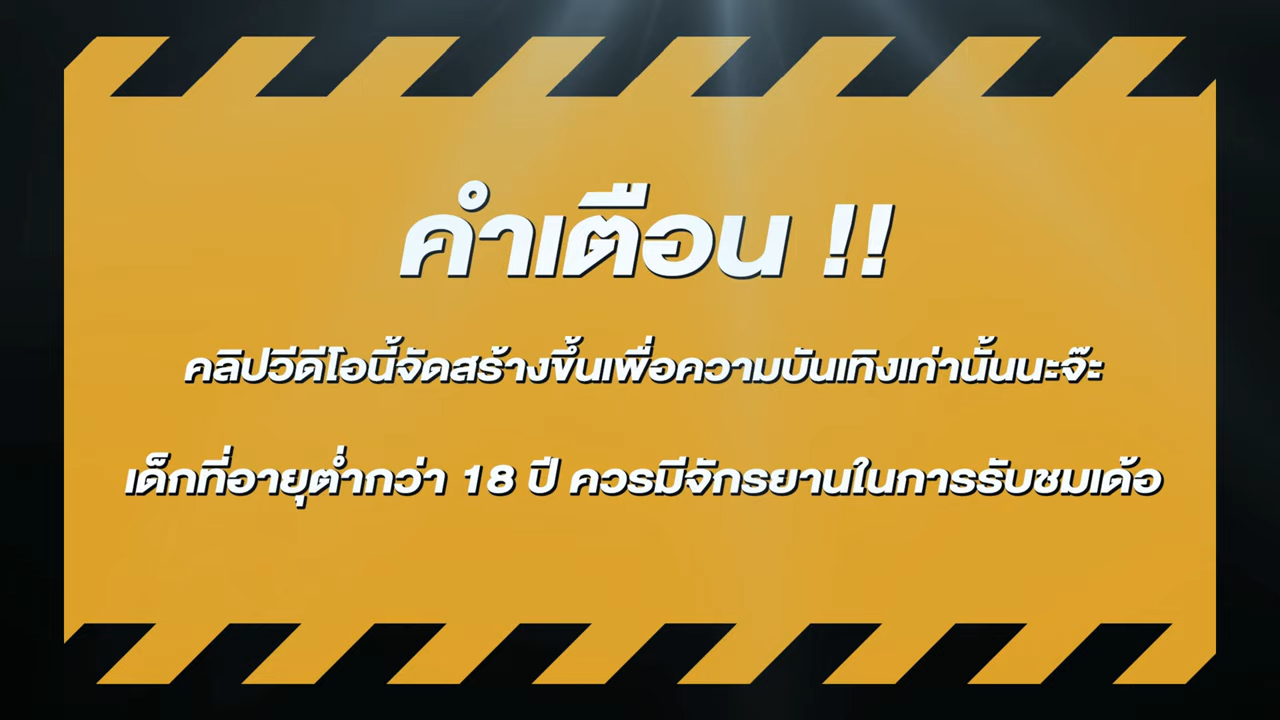 คำเตือน !!
คลิปวีดีโอนี้จัดสร้างขึ้นเพื่อความบันเทิงเท่านั้นนะจ๊ะ
เด็กที่อายุต่ำกว่า 18 ปี ควรมีจักรยานในการรับชมเด้อ